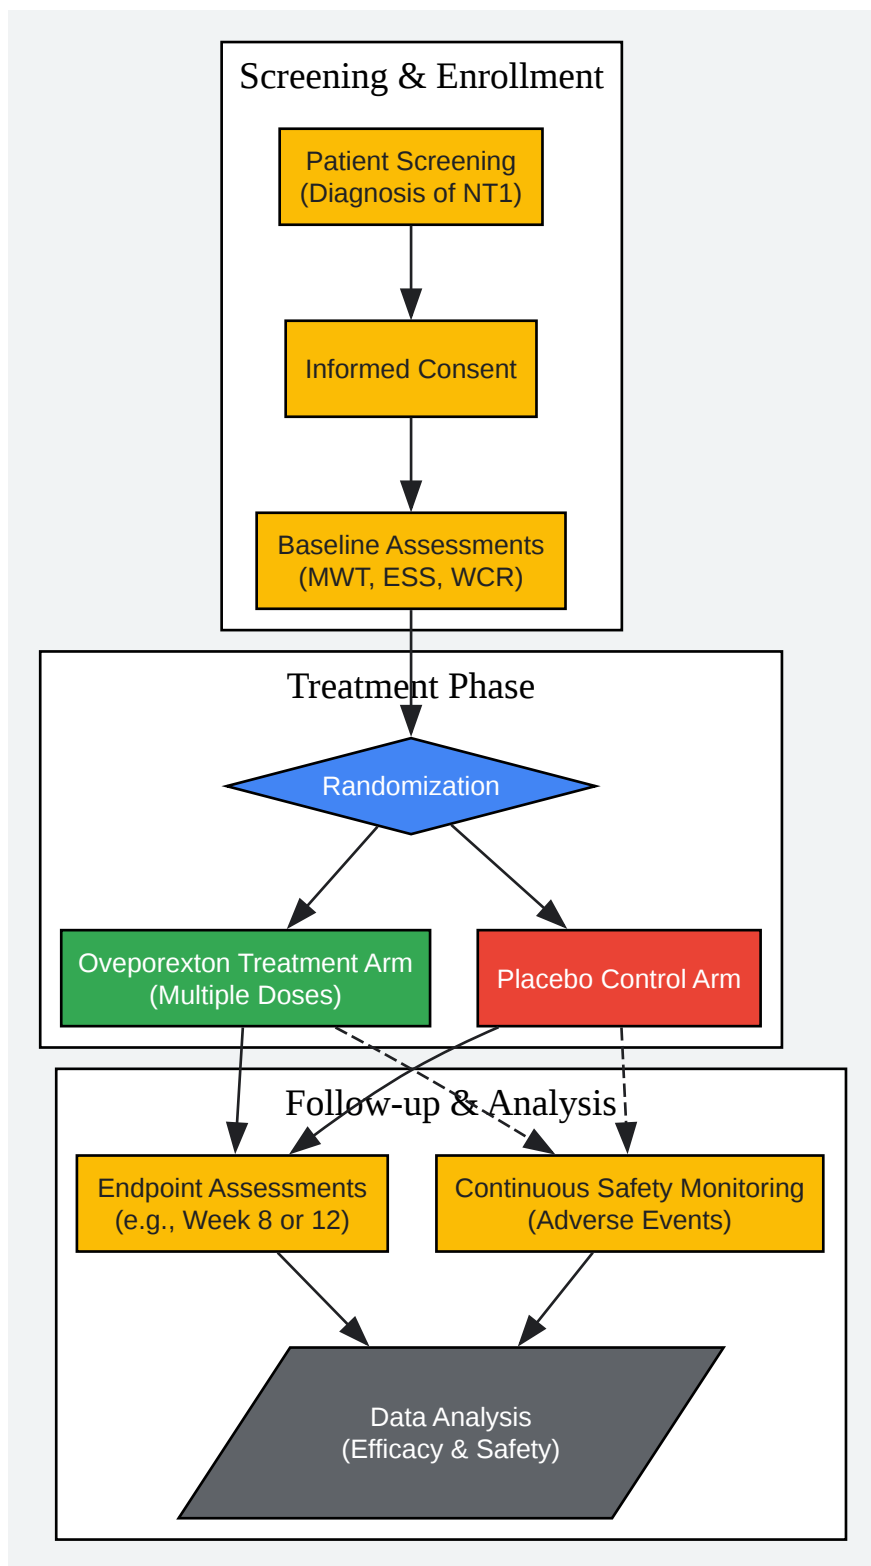 Screening & Enrollment
Patient Screening
(Diagnosis of NT1)
Informed Consent
Baseline Assessments
(MWT, ESS, WCR)
Treatment Phase
Randomization
Oveporexton Treatment Arm
(Multiple Doses)
Placebo Control Arm
Follow-up & Analysis
Endpoint Assessments
(e.g., Week 8 or 12)
Continuous Safety Monitoring
(Adverse Events)
Data Analysis
(Efficacy & Safety)